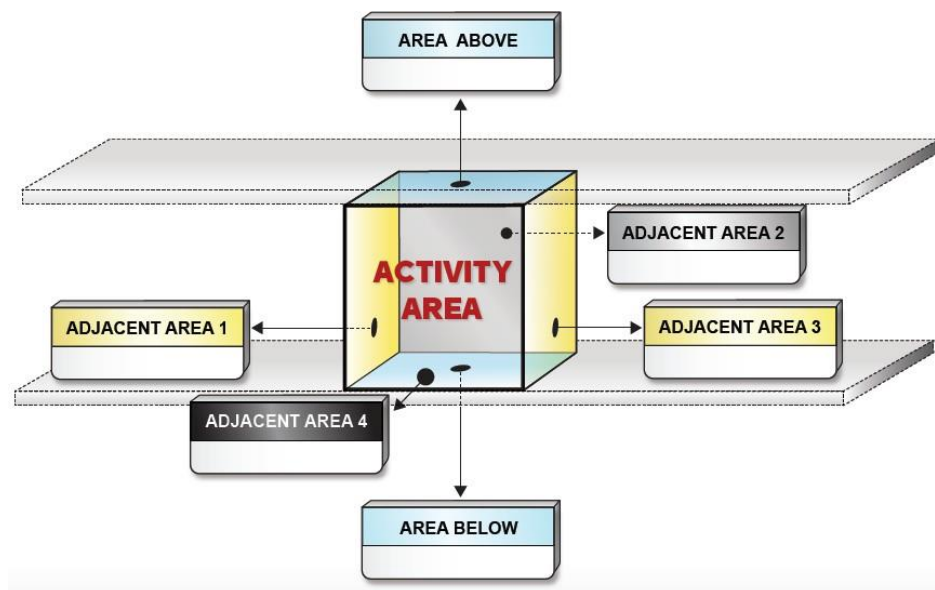 AREA ABOVE
ADJACENT AREA 2
ACTIVITY
AREA
ADJACENT AREA 1
ADJACENT AREA 3
ADJACENT AREA 4
AREA BELOW